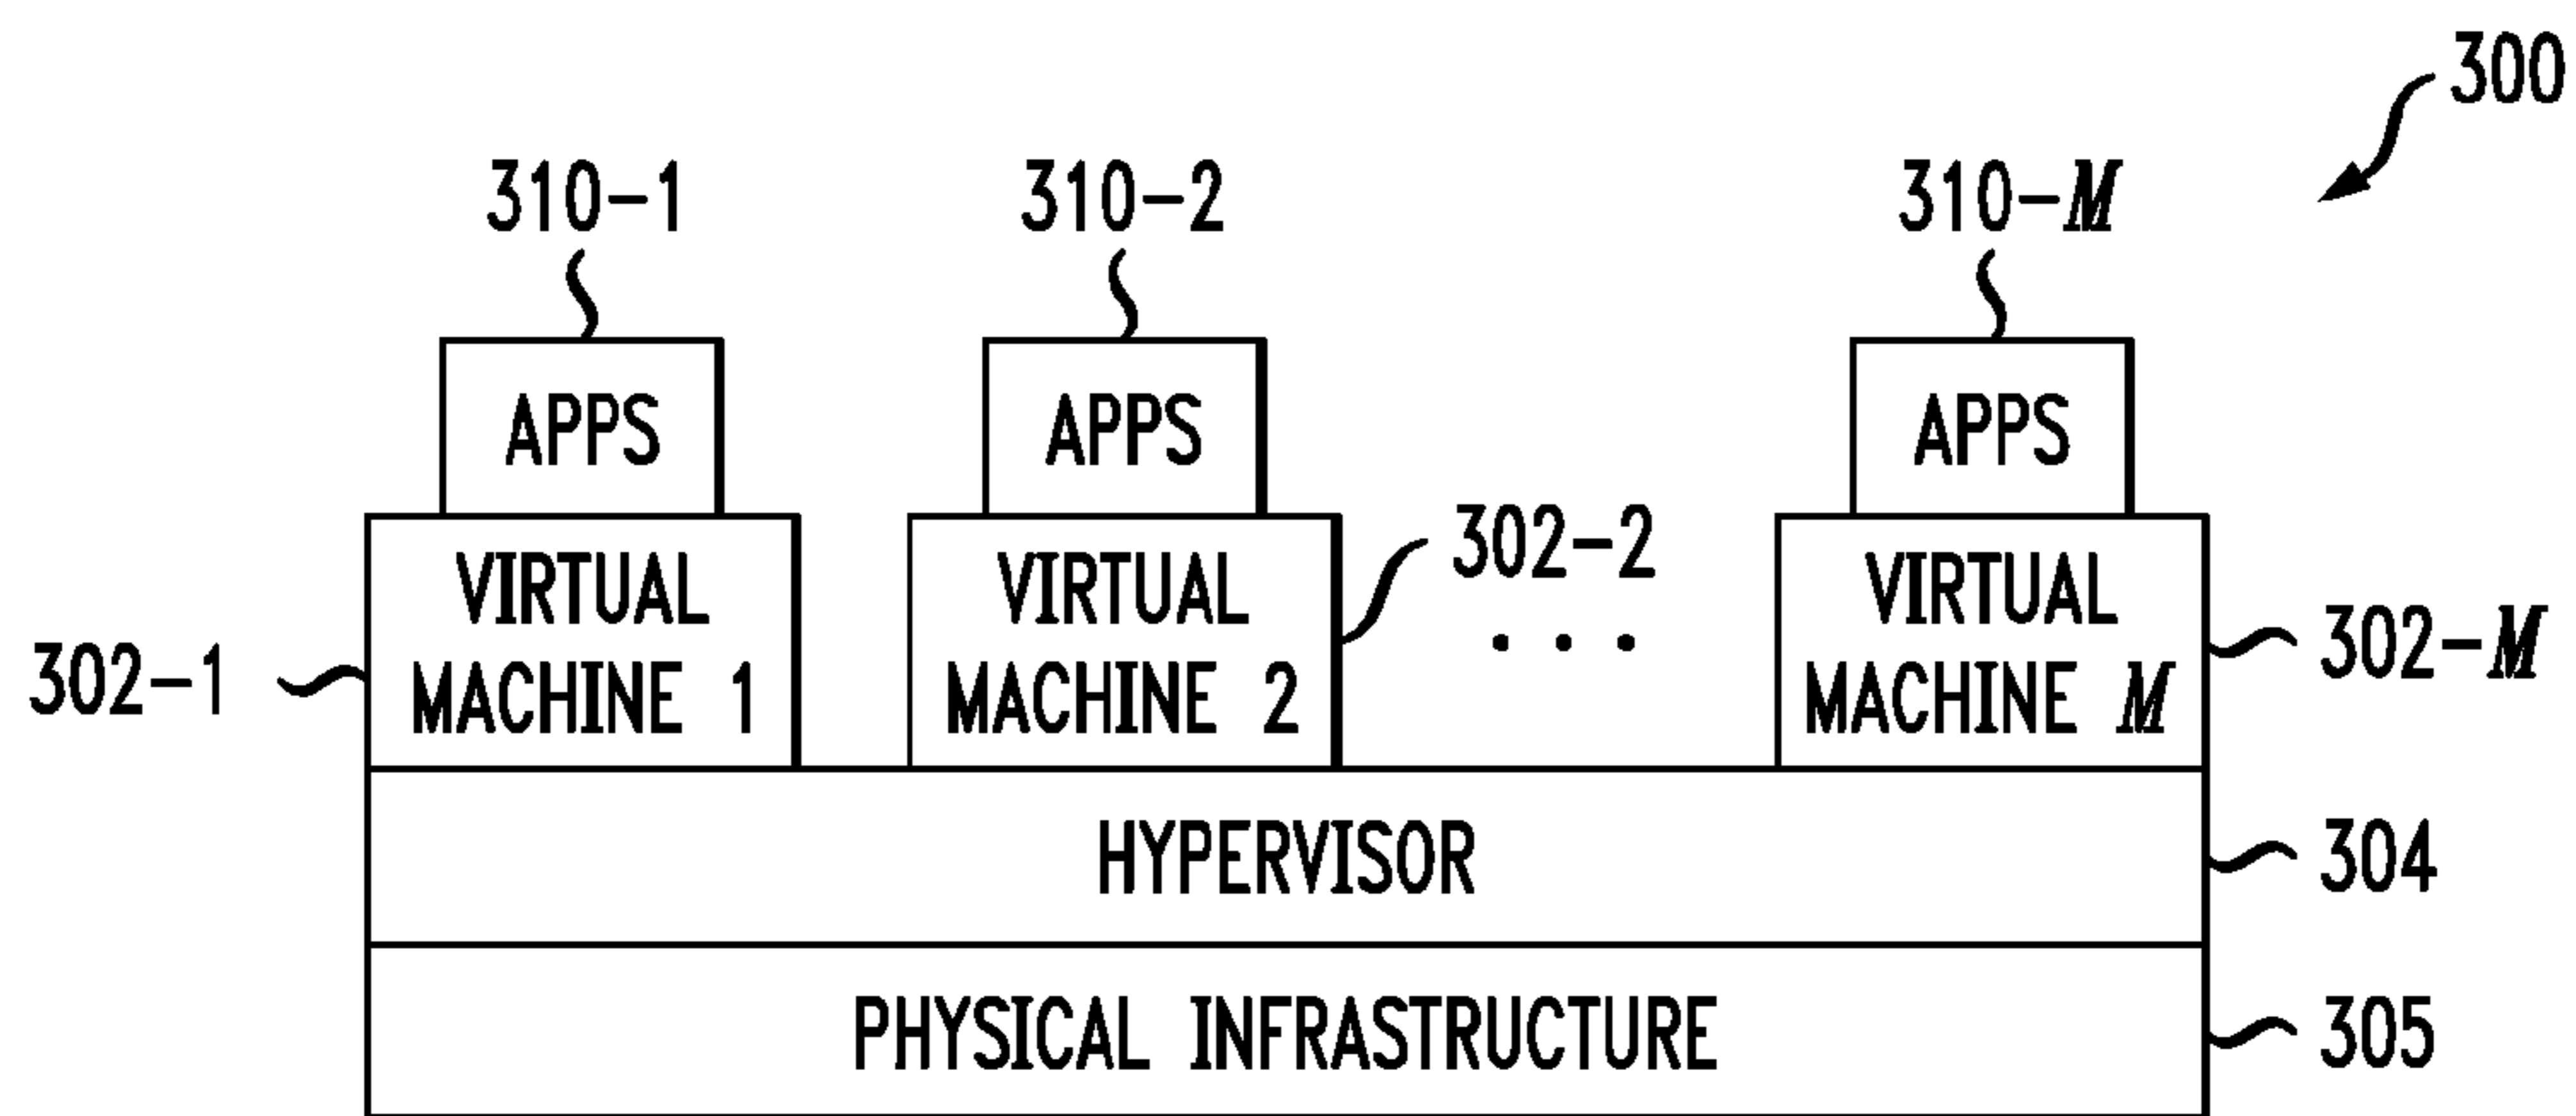 300
310-1
310-2
310-M
APPS
APPS
APPS
302-1
VIRTUAL
MACHINE 1
VIRTUAL
MACHINE 2
302-2
. . .
VIRTUAL
MACHINE M
302-M
HYPERVISOR
304
PHYSICAL INFRASTRUCTURE
305